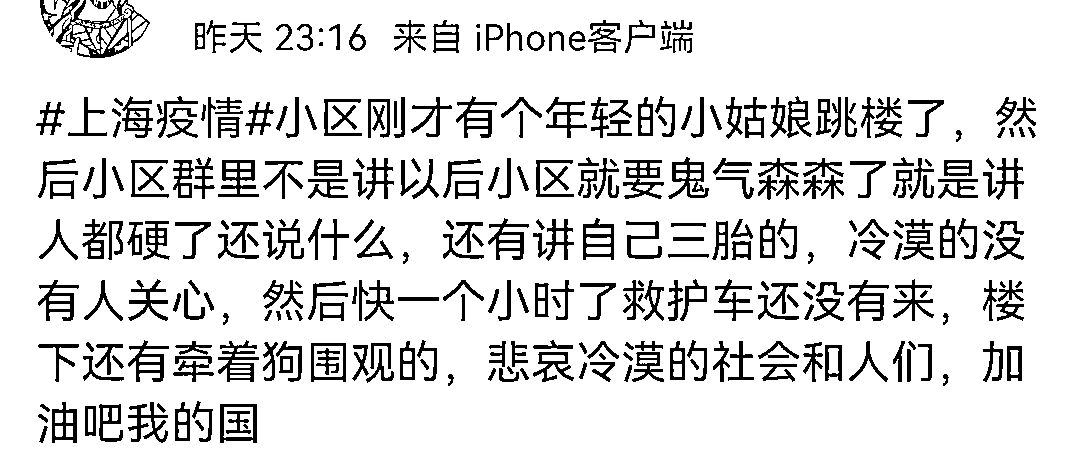 昨天 23:16 来自 iPhone客户端
#上海疫情#小区刚才有个年轻的小姑娘跳楼了，然
后小区群里不是讲以后小区就要鬼气森森了就是讲
人都硬了还说什么，还有讲自己三胎的，冷漠的没
有人关心，然后快一个小时了救护车还没有来，楼
下还有牵着狗围观的，悲哀冷漠的社会和人们，加
油吧我的国